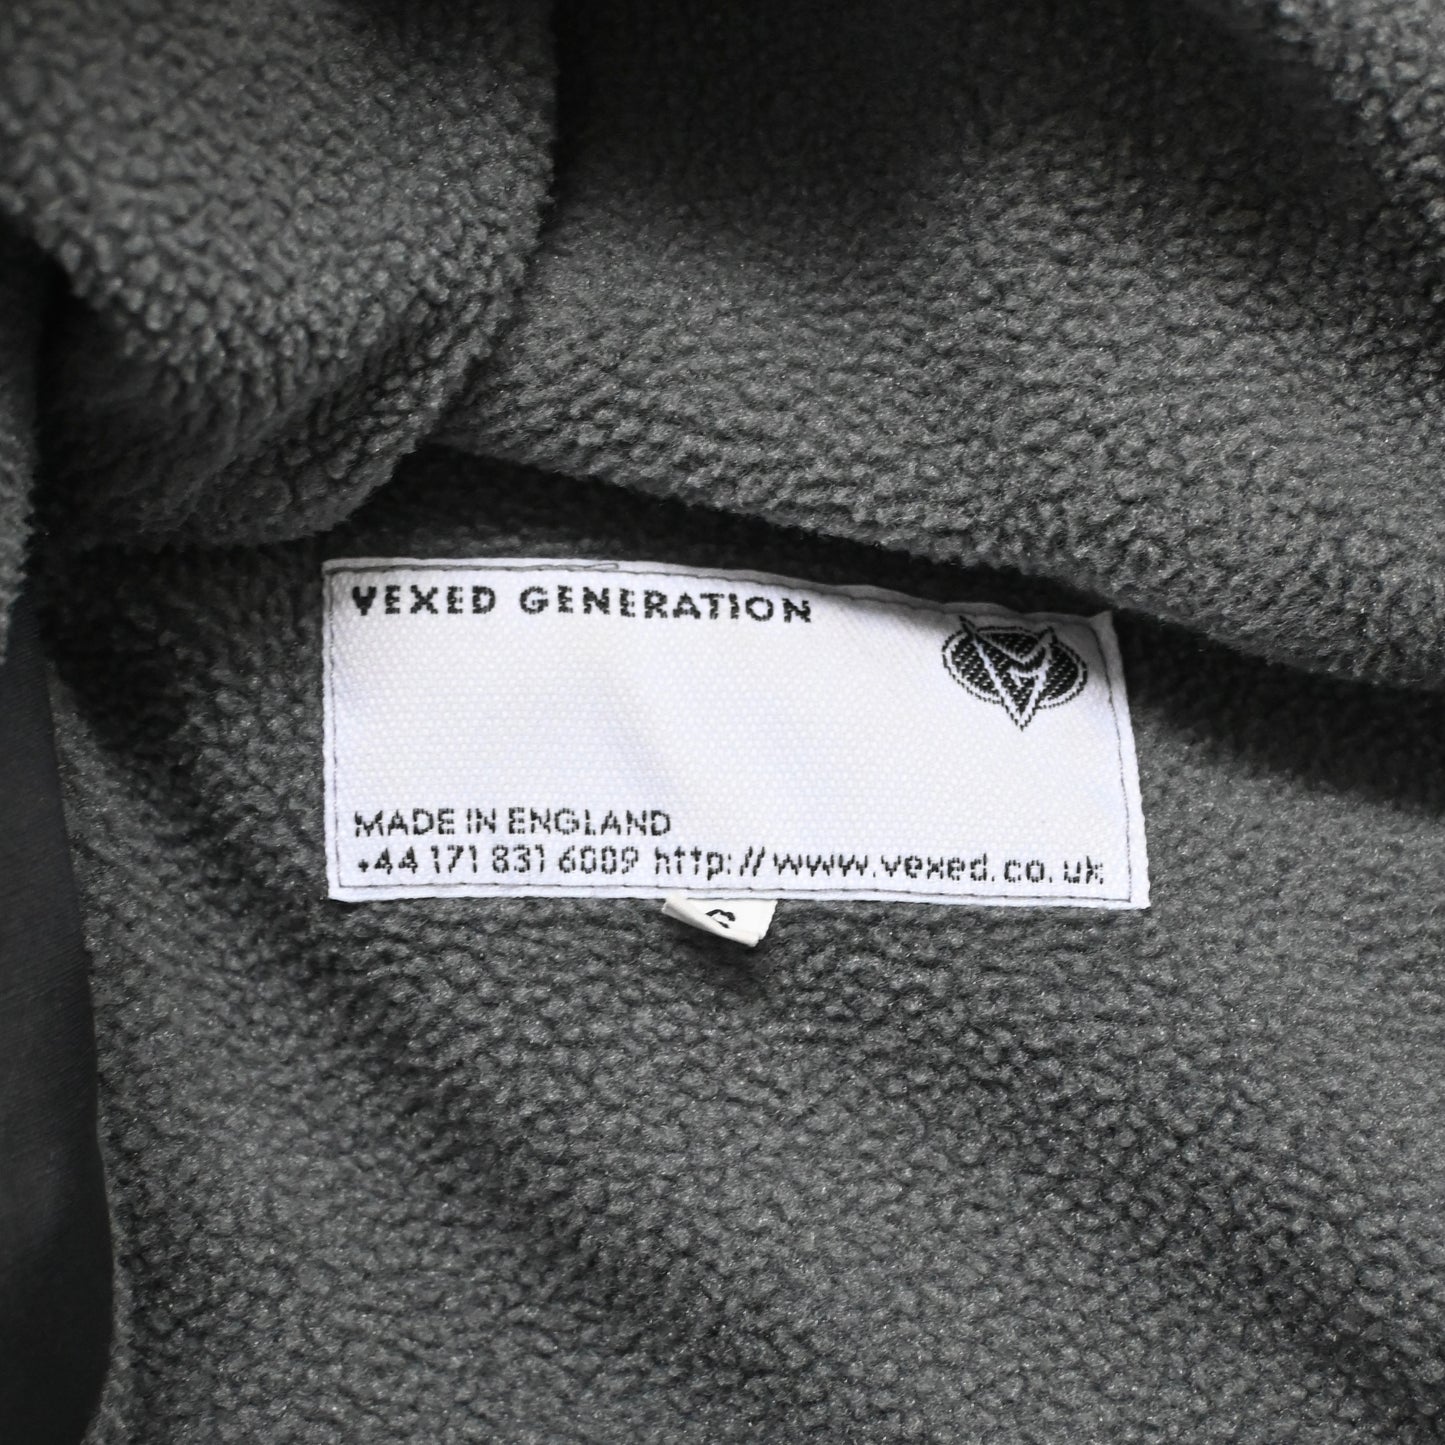 VEXED GENERATION
MADE IN ENGLAND
+44 171 831 6009 http://www.vexed.co.uk